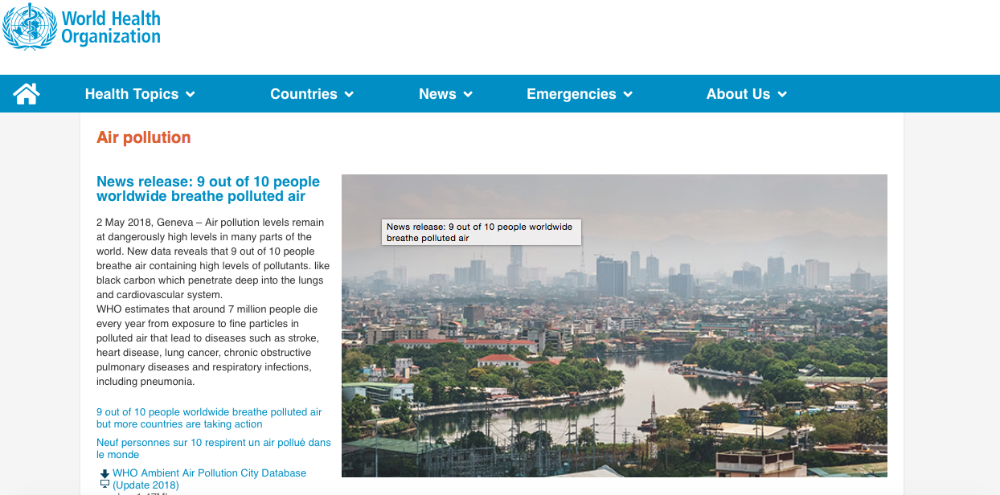 World Health
Organization
Health Topics
Countries
News
Emergencies
About Us
Air pollution
News release: 9 out of 10 people
worldwide breathe polluted air
2 May 2018, Geneva – Air pollution levels remain
at dangerously high levels in many parts of the
world. New data reveals that 9 out of 10 people
breathe air containing high levels of pollutants. like
black carbon which penetrate deep into the lungs
and cardiovascular system.
WHO estimates that around 7 million people die
every year from exposure to fine particles in
polluted air that lead to diseases such as stroke,
heart disease, lung cancer, chronic obstructive
pulmonary diseases and respiratory infections,
including pneumonia.
9 out of 10 people worldwide breathe polluted air
but more countries are taking action
Neuf personnes sur 10 respirent un air pollué dans
le monde
WHO Ambient Air Pollution City Database
(Update 2018)
News release: 9 out of 10 people worldwide
breathe polluted air